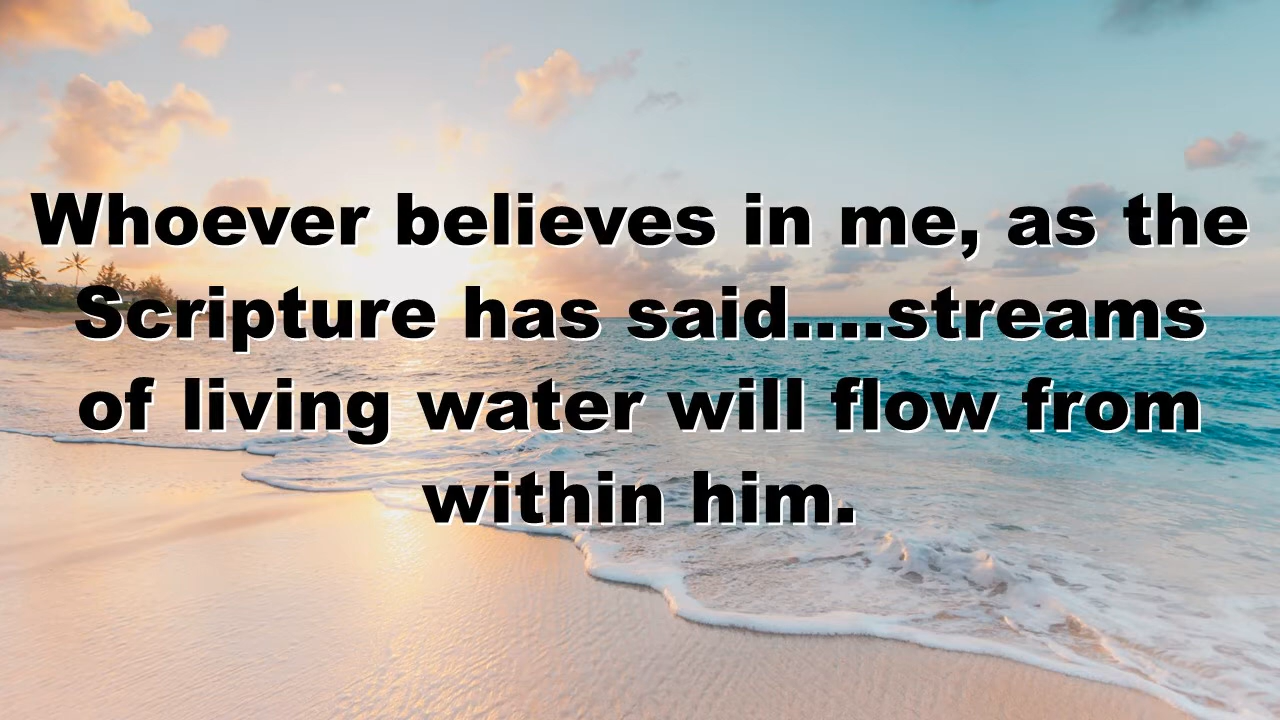 Whoever believes in me, as the
Scripture has said....streams
of living water will flow from
within him.